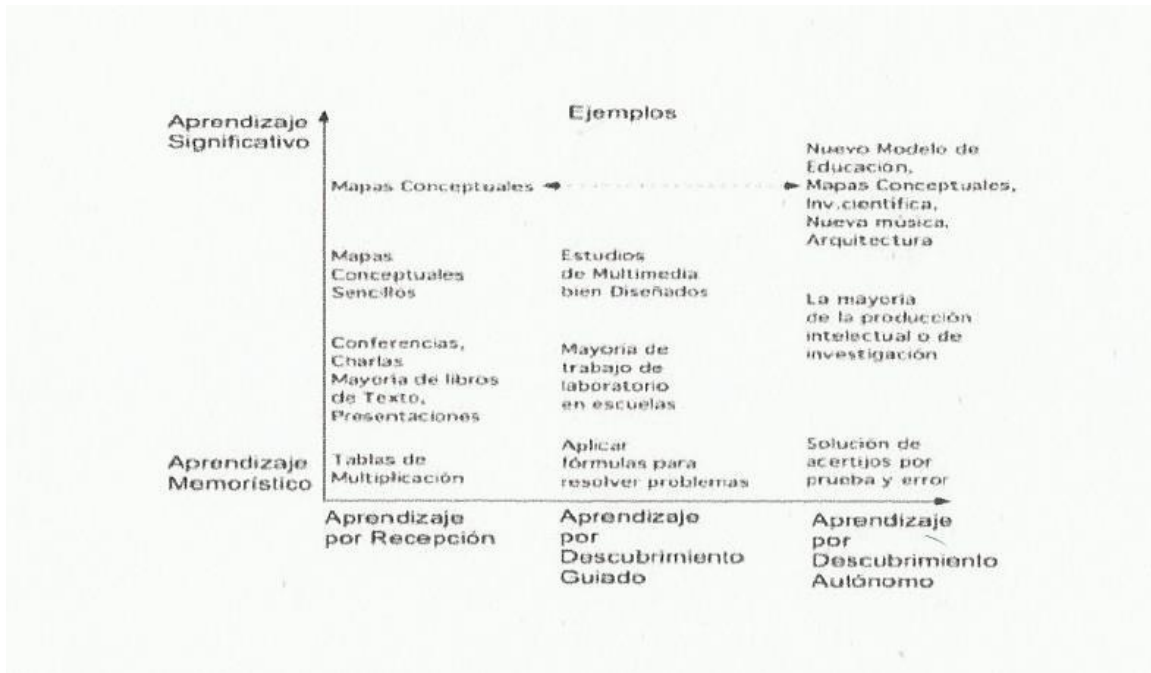 Ejemplos
Aprendizaje
Significativo
Mapas Conceptuales
Nuevo Modelo de
Educación,
Mapas Conceptuales,
Inv.científica,
Nueva música,
Arquitectura
Mapas
Conceptuales
Sencillos
Estudios
de Multimedia
bien Diseñados
La mayoría
de la producción
intelectual o de
investigación
Conferencias,
Charlas
Mayoria de libros
de Texto,
Presentaciones
Mayoria de
trabajo de
laboratorio
en escuelas
Aprendizaje
Memorístico
Tablas de
Multiplicación
Aplicar
fórmulas para
resolver problemas
Solución de
acertijos por
prueba y error
Aprendizaje
por Recepción
Aprendizaje
por
Descubrimiento
Guiado
Aprendizaje
por
Descubrimiento
Autónomo